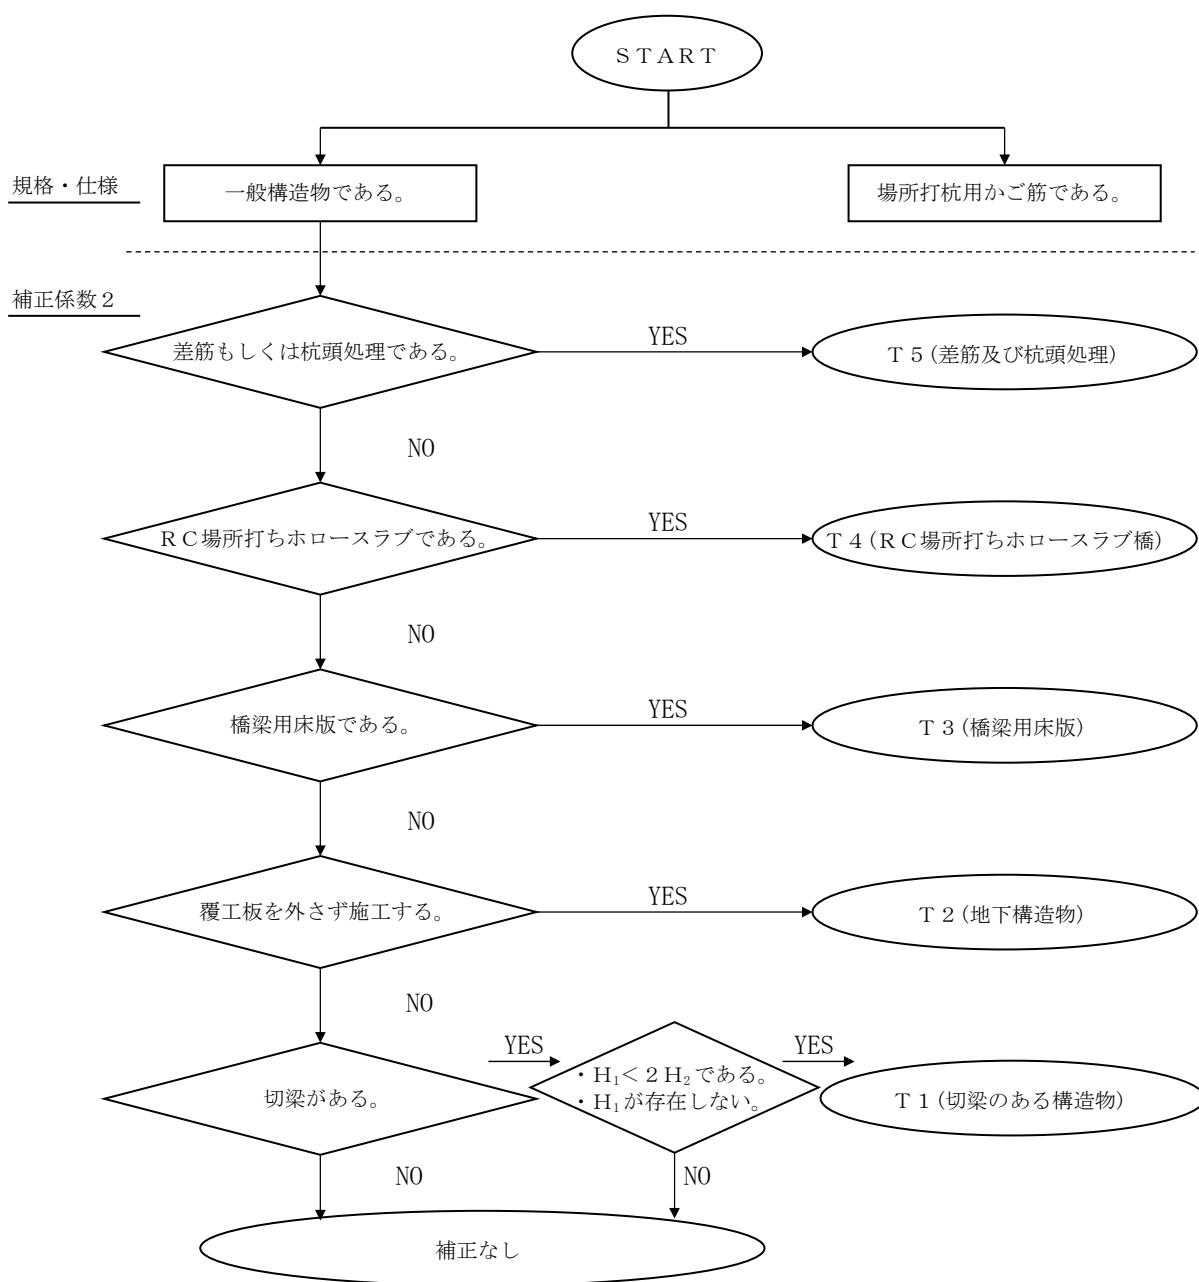 ＳＴＡＲＴ
規格・仕様
一般構造物である。
場所打杭用かご筋である。
補正係数２
差筋もしくは杭頭処理である。
YES
Ｔ５(差筋及び杭頭処理)
NO
ＲＣ場所打ちホロースラブである。
YES
Ｔ４(ＲＣ場所打ちホロースラブ橋)
NO
橋梁用床版である。
YES
Ｔ３(橋梁用床版)
NO
覆工板を外さず施工する。
YES
Ｔ２(地下構造物)
NO
切梁がある。
YES
・H₁＜２H₂である。
・H₁が存在しない。
YES
Ｔ１(切梁のある構造物)
NO
NO
補正なし